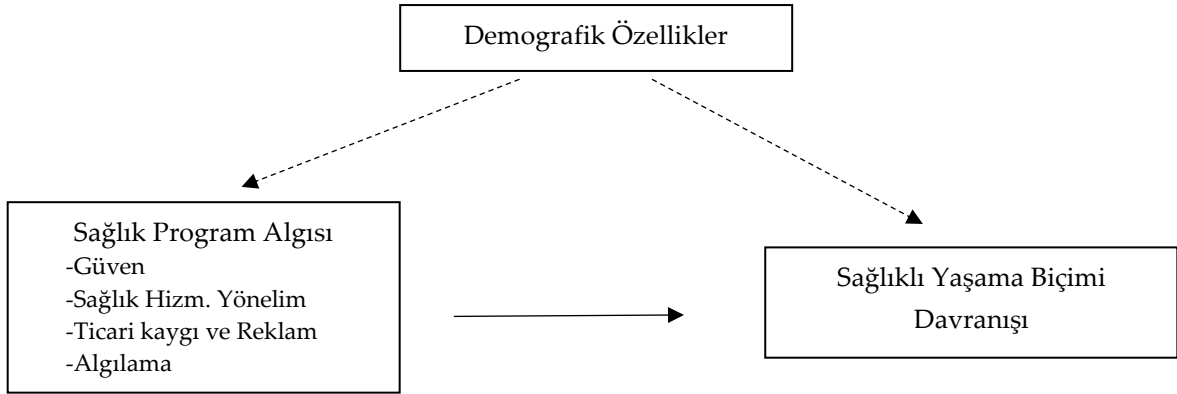 Demografik Özellikler
Sağlık Program Algısı
-Güven
-Sağlık Hizm. Yönelim
-Ticari kaygı ve Reklam
-Algılama
Sağlıklı Yaşama Biçimi
Davranışı